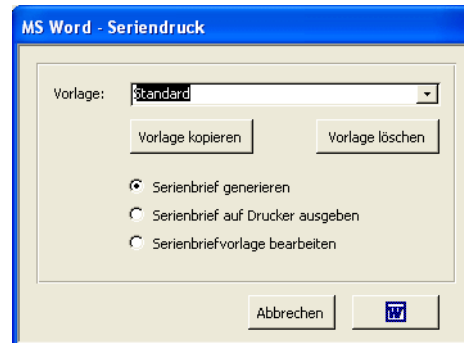 MS Word - Seriendruck
Vorlage: Standard
Vorlage kopieren Vorlage löschen
Serienbrief generieren
Serienbrief auf Drucker ausgeben
Serienbriefvorlage bearbeiten
Abbrechen W